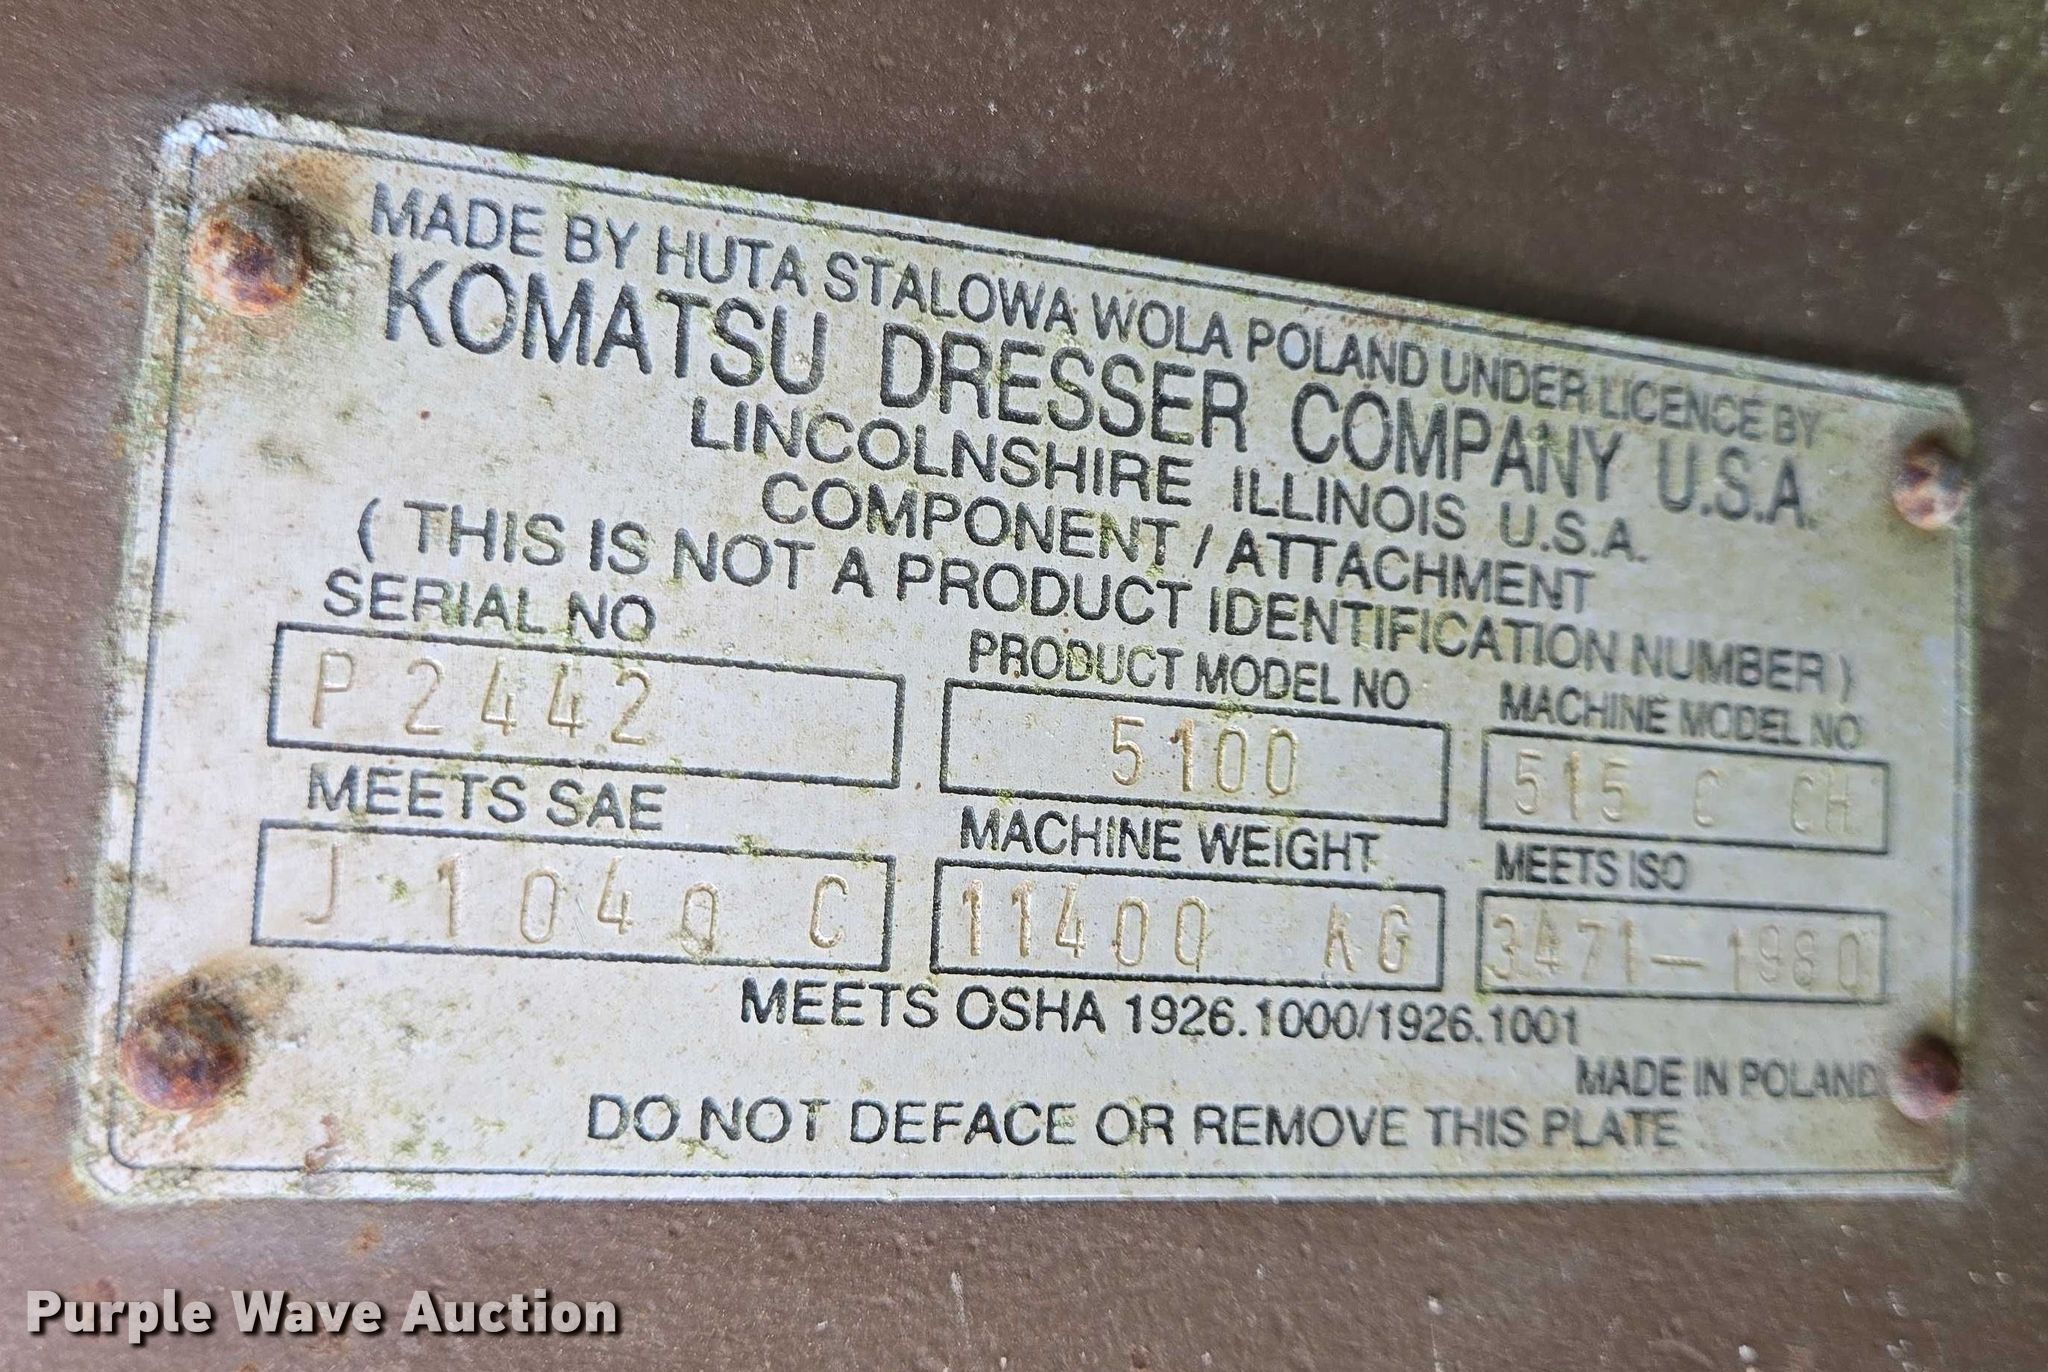 MADE BY HUTA STALOWA WOLA POLAND UNDER LICENCE BY
KOMATSU DRESSER COMPANY U.S.A.
LINCOLNSHIRE ILLINOIS U.S.A.
COMPONENT / ATTACHMENT
( THIS IS NOT A PRODUCT IDENTIFICATION NUMBER )
SERIAL NO PRODUCT MODEL NO MACHINE MODEL NO
P 2442 5100 515 C CH
MEETS SAE MACHINE WEIGHT MEETS ISO
J 1040 C 11400 KG 3471-1980
MEETS OSHA 1926.1000/1926.1001
MADE IN POLAND
DO NOT DEFACE OR REMOVE THIS PLATE
Purple Wave Auction